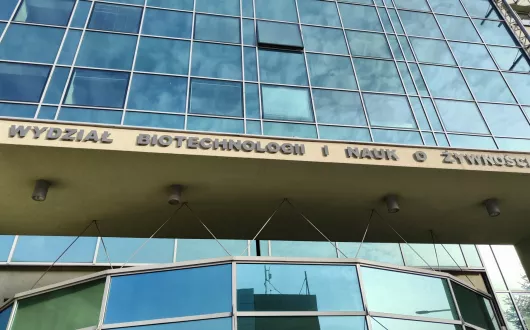 WYDZIAŁ BIOTECHNOLOGII I NAUK O ŻYWNOŚCI